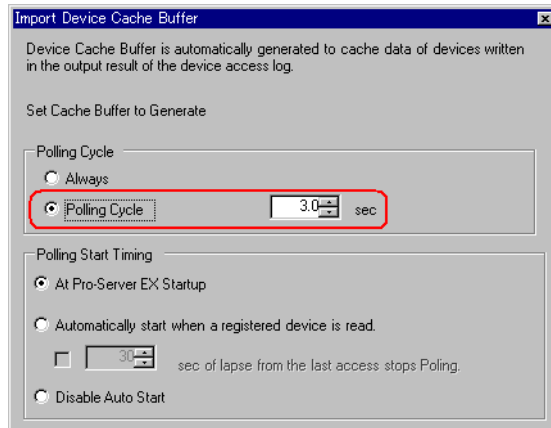 Import Device Cache Buffer
Device Cache Buffer is automatically generated to cache data of devices written
in the output result of the device access log.
Set Cache Buffer to Generate
Polling Cycle
Always
Polling Cycle 3.0 sec
Polling Start Timing
At Pro-Server EX Startup
Automatically start when a registered device is read.
30 sec of lapse from the last access stops Poling.
Disable Auto Start